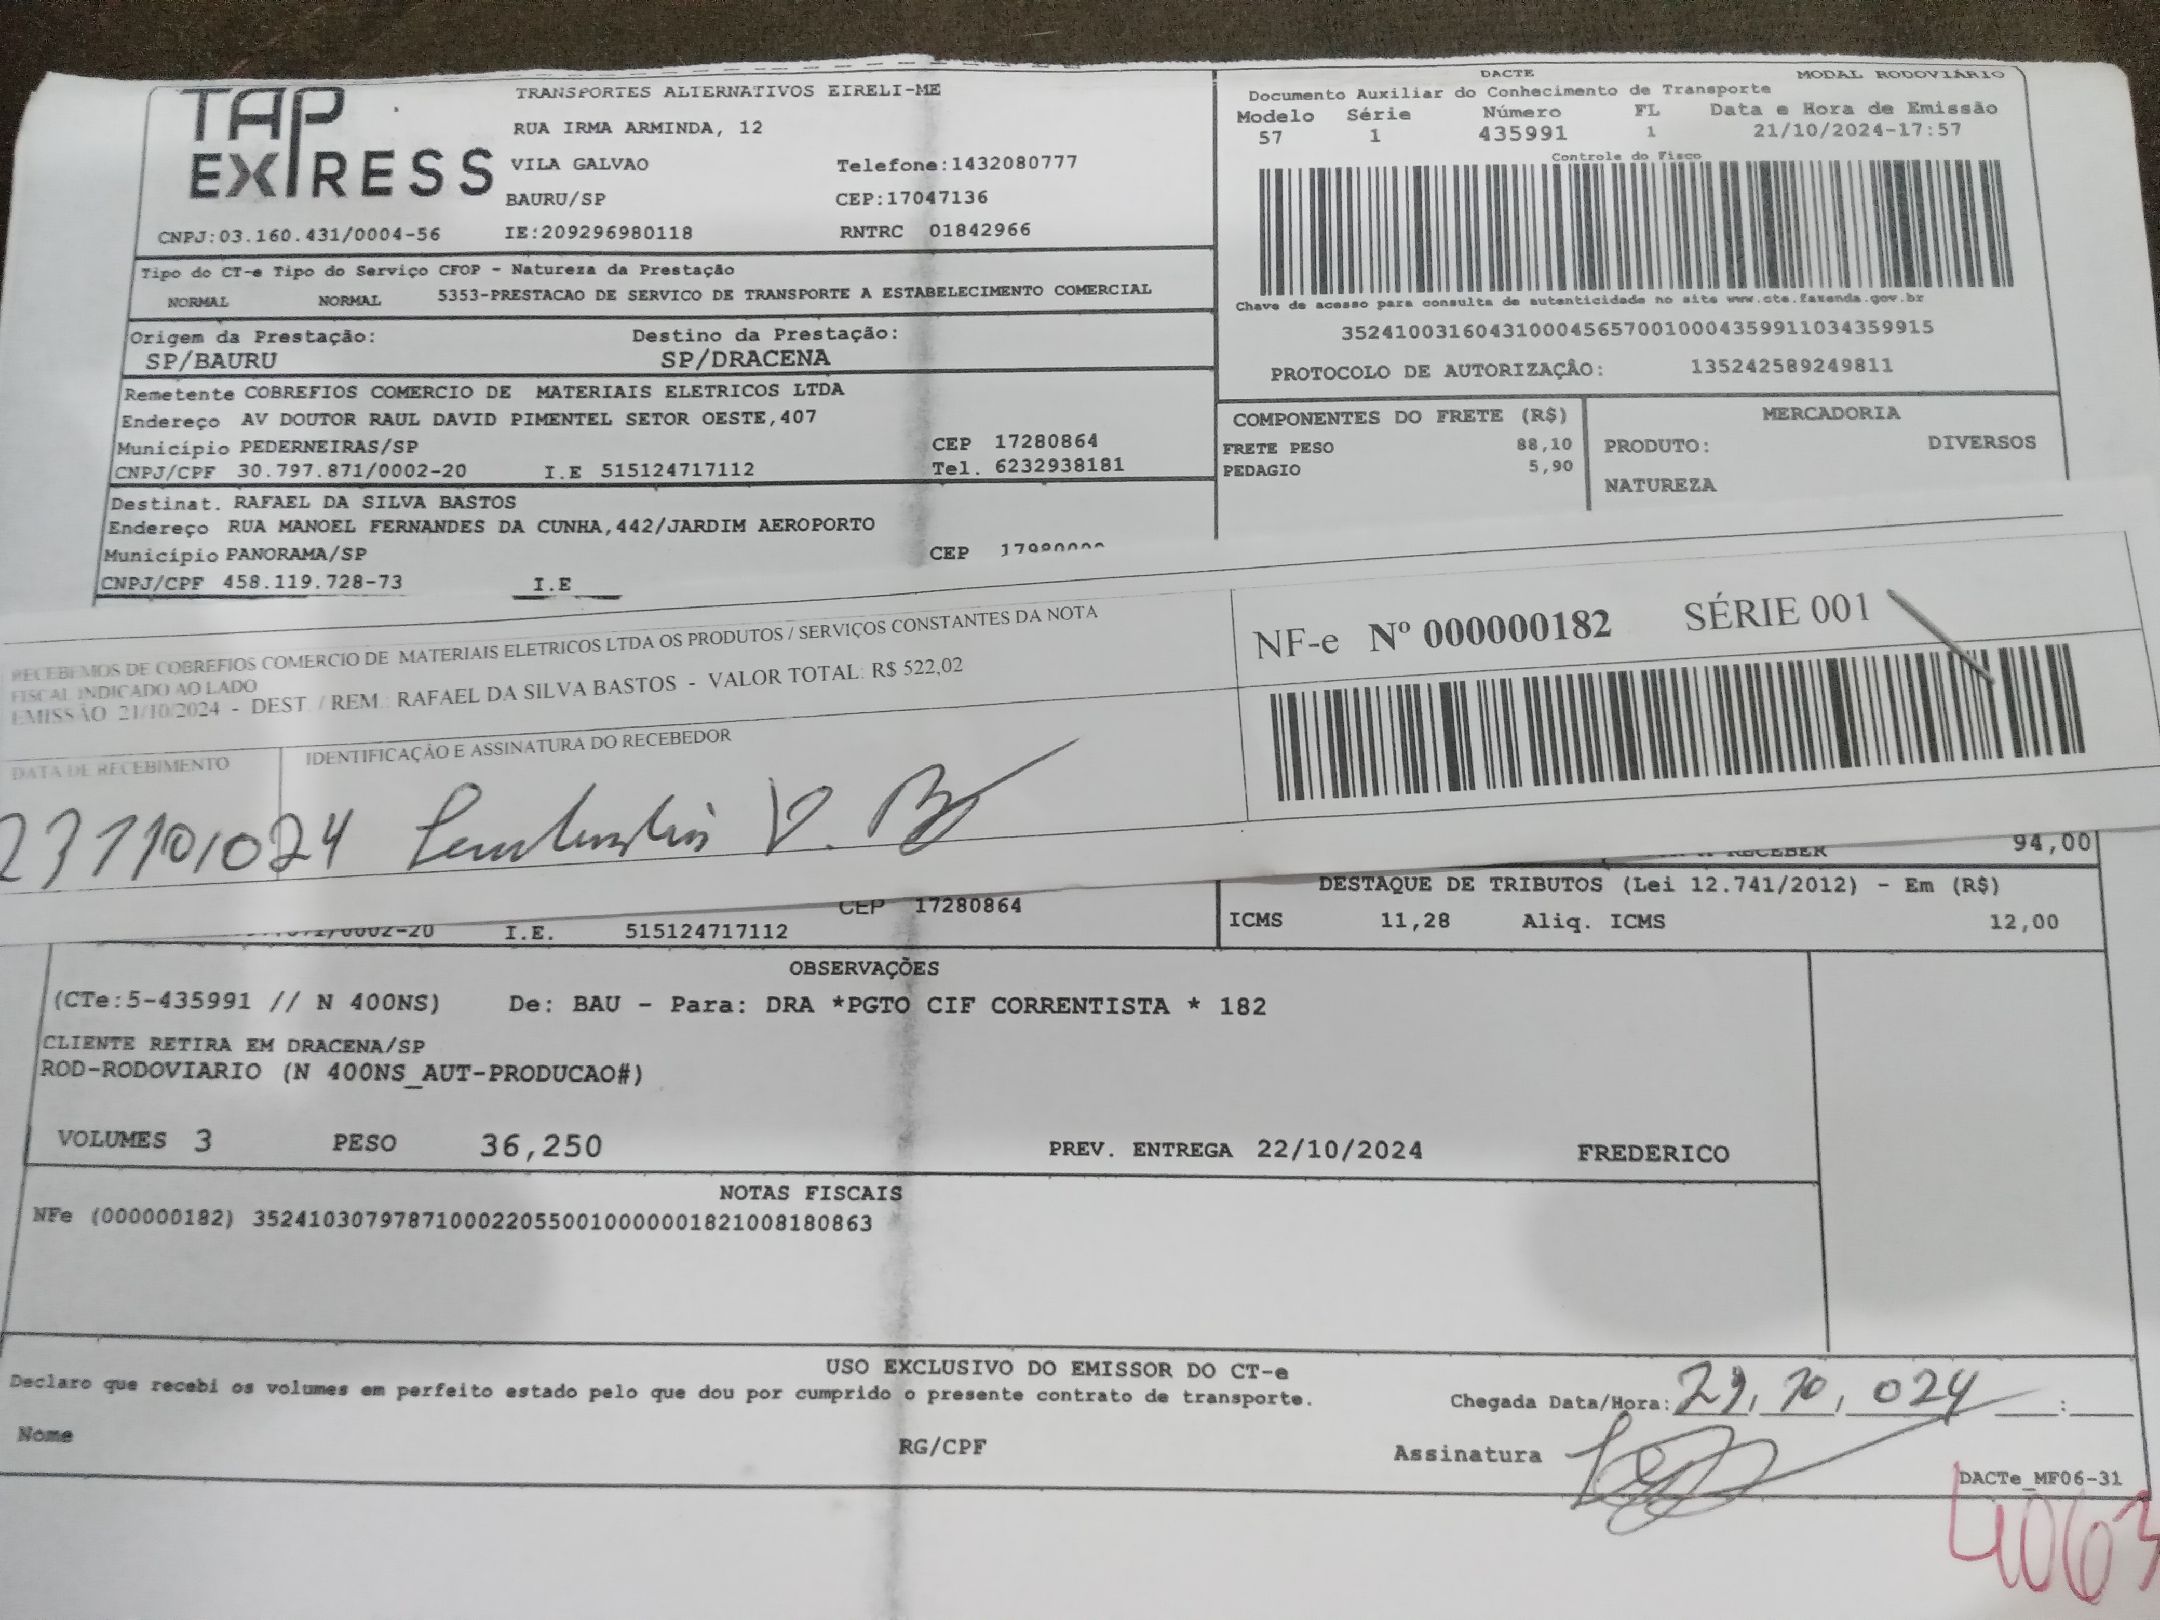 TAP EXPRESS
TRANSPORTES ALTERNATIVOS EIRELI-ME
RUA IRMA ARMINDA, 12
VILA GALVAO Telefone:1432080777
BAURU/SP CEP:17047136
CNPJ:03.160.431/0004-56 IE:209296980118 RNTRC 01842966
DACTE MODAL RODOVIÁRIO
Documento Auxiliar do Conhecimento de Transporte
Modelo Série Número FL Data e Hora de Emissão
57 1 435991 1 21/10/2024-17:57
Controle do Fisco
Chave de acesso para consulta de autenticidade no site www.cte.fazenda.gov.br
35241003160431000456570010004359911034359915
PROTOCOLO DE AUTORIZAÇÂO: 135242589249811
Tipo do CT-e Tipo do Serviço CFOP - Natureza da Prestação
NORMAL NORMAL 5353-PRESTACAO DE SERVICO DE TRANSPORTE A ESTABELECIMENTO COMERCIAL
Origem da Prestação: Destino da Prestação:
SP/BAURU SP/DRACENA
Remetente COBREFIOS COMERCIO DE MATERIAIS ELETRICOS LTDA
Endereço AV DOUTOR RAUL DAVID PIMENTEL SETOR OESTE,407
Município PEDERNEIRAS/SP CEP 17280864
CNPJ/CPF 30.797.871/0002-20 I.E 515124717112 Tel. 6232938181
COMPONENTES DO FRETE (R$)
FRETE PESO 88,10
PEDAGIO 5,90
MERCADORIA
PRODUTO: DIVERSOS
NATUREZA
Destinat. RAFAEL DA SILVA BASTOS
Endereço RUA MANOEL FERNANDES DA CUNHA,442/JARDIM AEROPORTO
Município PANORAMA/SP CEP 17980000
CNPJ/CPF 458.119.728-73 I.E
RECEBEMOS DE COBREFIOS COMERCIO DE MATERIAIS ELETRICOS LTDA OS PRODUTOS / SERVIÇOS CONSTANTES DA NOTA
FISCAL INDICADO AO LADO
EMISSÃO 21/10/2024 - DEST. / REM.: RAFAEL DA SILVA BASTOS - VALOR TOTAL: R$ 522,02
NF-e Nº 000000182 SÉRIE 001
DATA DE RECEBIMENTO IDENTIFICAÇÃO E ASSINATURA DO RECEBEDOR
RECEBER 94,00
DESTAQUE DE TRIBUTOS (Lei 12.741/2012) - Em (R$)
ICMS 11,28 Aliq. ICMS 12,00
CEP 17280864
0002-20 I.E. 515124717112
OBSERVAÇÕES
(CTe:5-435991 // N 400NS) De: BAU - Para: DRA *PGTO CIF CORRENTISTA * 182
CLIENTE RETIRA EM DRACENA/SP
ROD-RODOVIARIO (N 400NS_AUT-PRODUCAO#)
VOLUMES 3 PESO 36,250 PREV. ENTREGA 22/10/2024 FREDERICO
NOTAS FISCAIS
NFe (000000182) 35241030797871000220550010000001821008180863
USO EXCLUSIVO DO EMISSOR DO CT-e
Declaro que recebi os volumes em perfeito estado pelo que dou por cumprido o presente contrato de transporte.
Chegada Data/Hora:
Nome RG/CPF Assinatura
DACTe_MF06-31
4063